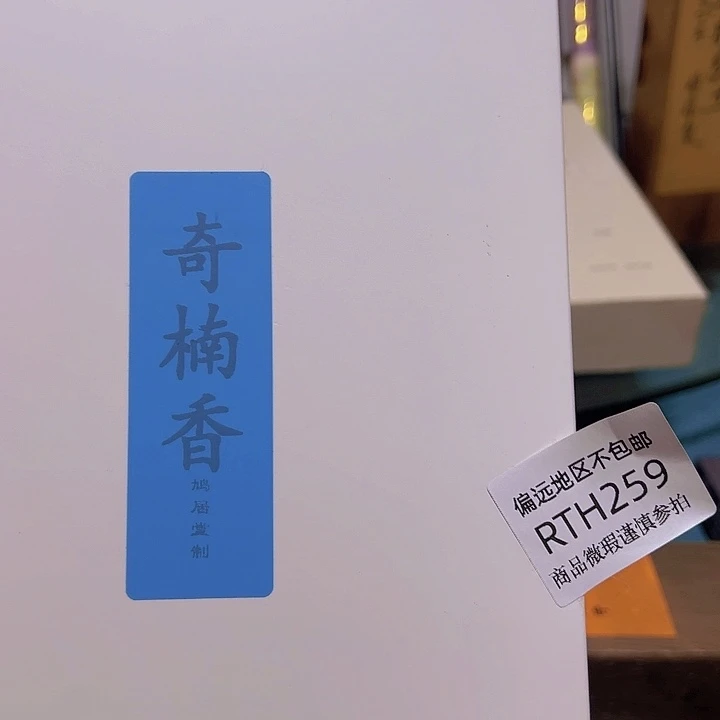 奇楠香
鳩居堂製
偏远地区不包邮
RTH259
商品微瑕谨慎参拍